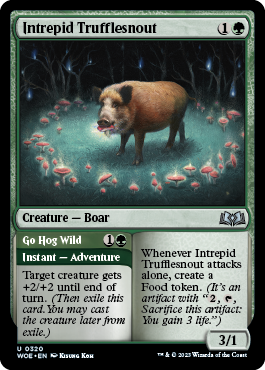 Intrepid Trufflesnout 1
Creature — Boar
Go Hog Wild 1
Instant — Adventure
Target creature gets
+2/+2 until end of
turn. (Then exile this
card. You may cast
the creature later from
exile.)
Whenever Intrepid
Trufflesnout attacks
alone, create a
Food token. (It's an
artifact with “2, ,
Sacrifice this artifact:
You gain 3 life.”)
3/1
U 0320
WOE • EN Kisung Koh
™ & © 2023 Wizards of the Coast